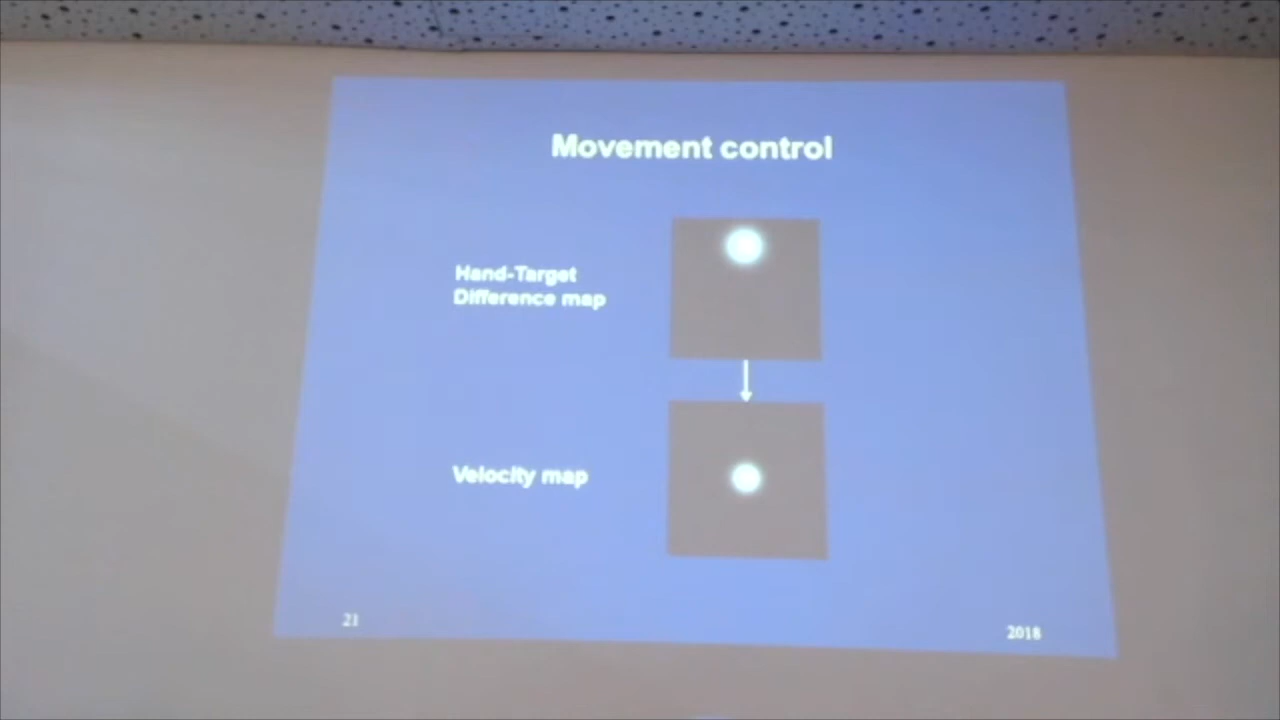 Movement control
Hand-Target
Difference map
Velocity map
21
2018